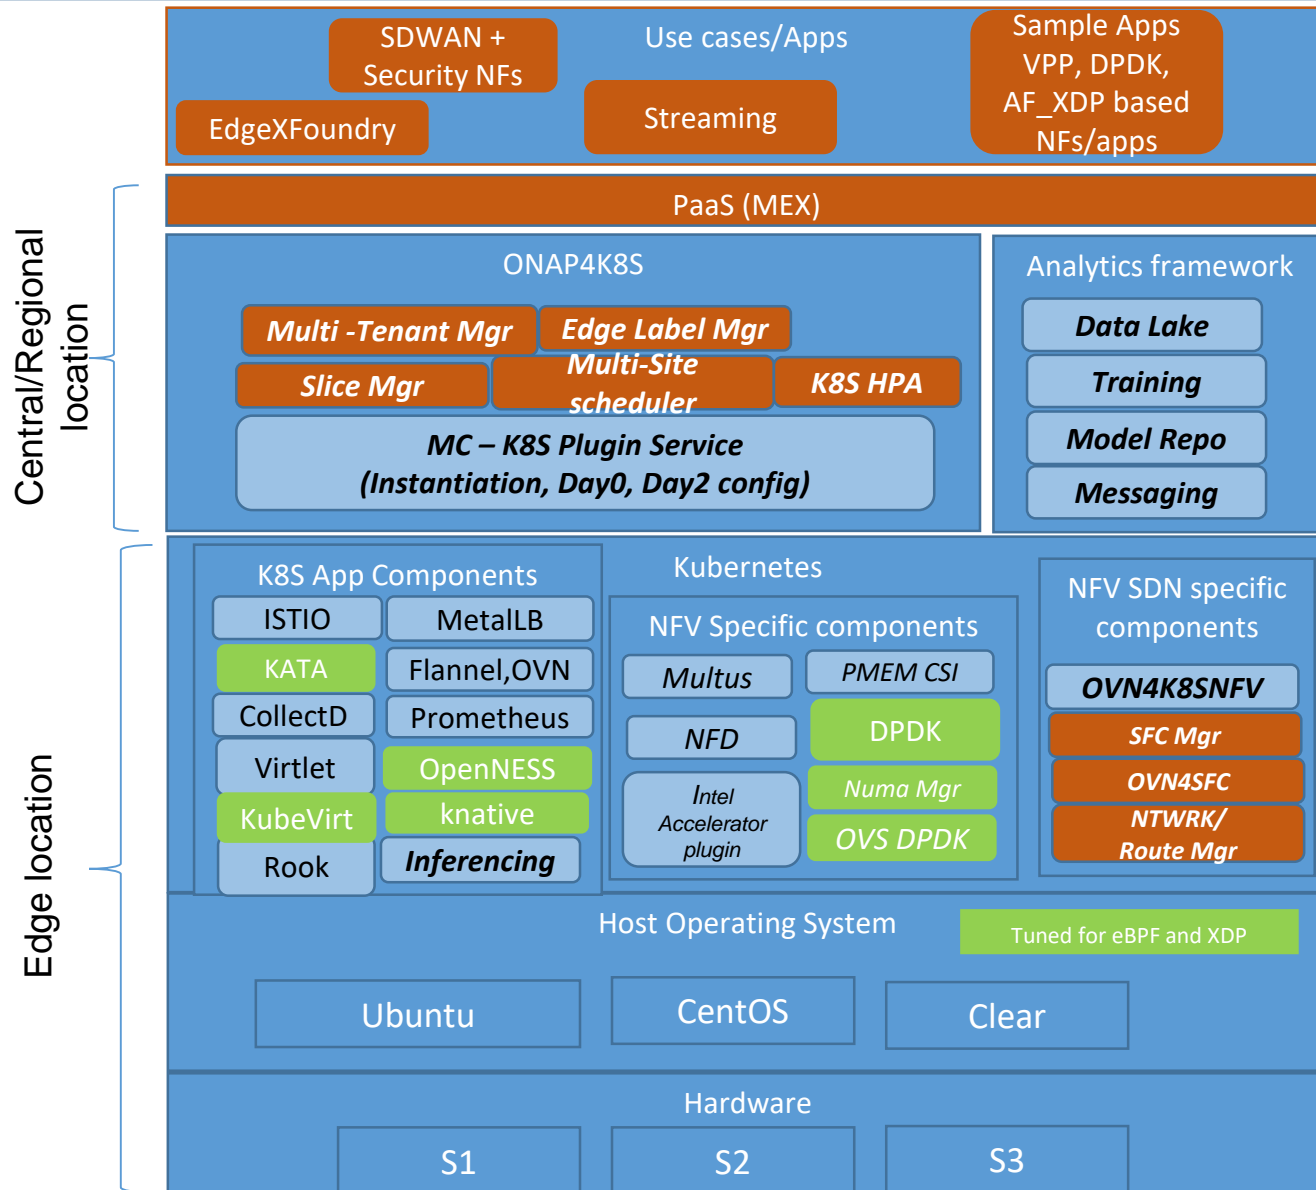 Use cases/Apps
SDWAN +
Security NFs
EdgeXFoundry
Streaming
Sample Apps
VPP, DPDK,
AF_XDP based
NFs/apps
Central/Regional
location
PaaS (MEX)
ONAP4K8S
Multi -Tenant Mgr
Edge Label Mgr
Slice Mgr
Multi-Site
scheduler
K8S HPA
MC – K8S Plugin Service
(Instantiation, Day0, Day2 config)
Analytics framework
Data Lake
Training
Model Repo
Messaging
Edge location
Kubernetes
K8S App Components
ISTIO
MetalLB
KATA
Flannel,OVN
CollectD
Prometheus
Virtlet
OpenNESS
KubeVirt
knative
Rook
Inferencing
NFV Specific components
Multus
PMEM CSI
NFD
DPDK
Intel
Accelerator
plugin
Numa Mgr
OVS DPDK
NFV SDN specific
components
OVN4K8SNFV
SFC Mgr
OVN4SFC
NTWRK/
Route Mgr
Host Operating System
Tuned for eBPF and XDP
Ubuntu
CentOS
Clear
Hardware
S1
S2
S3